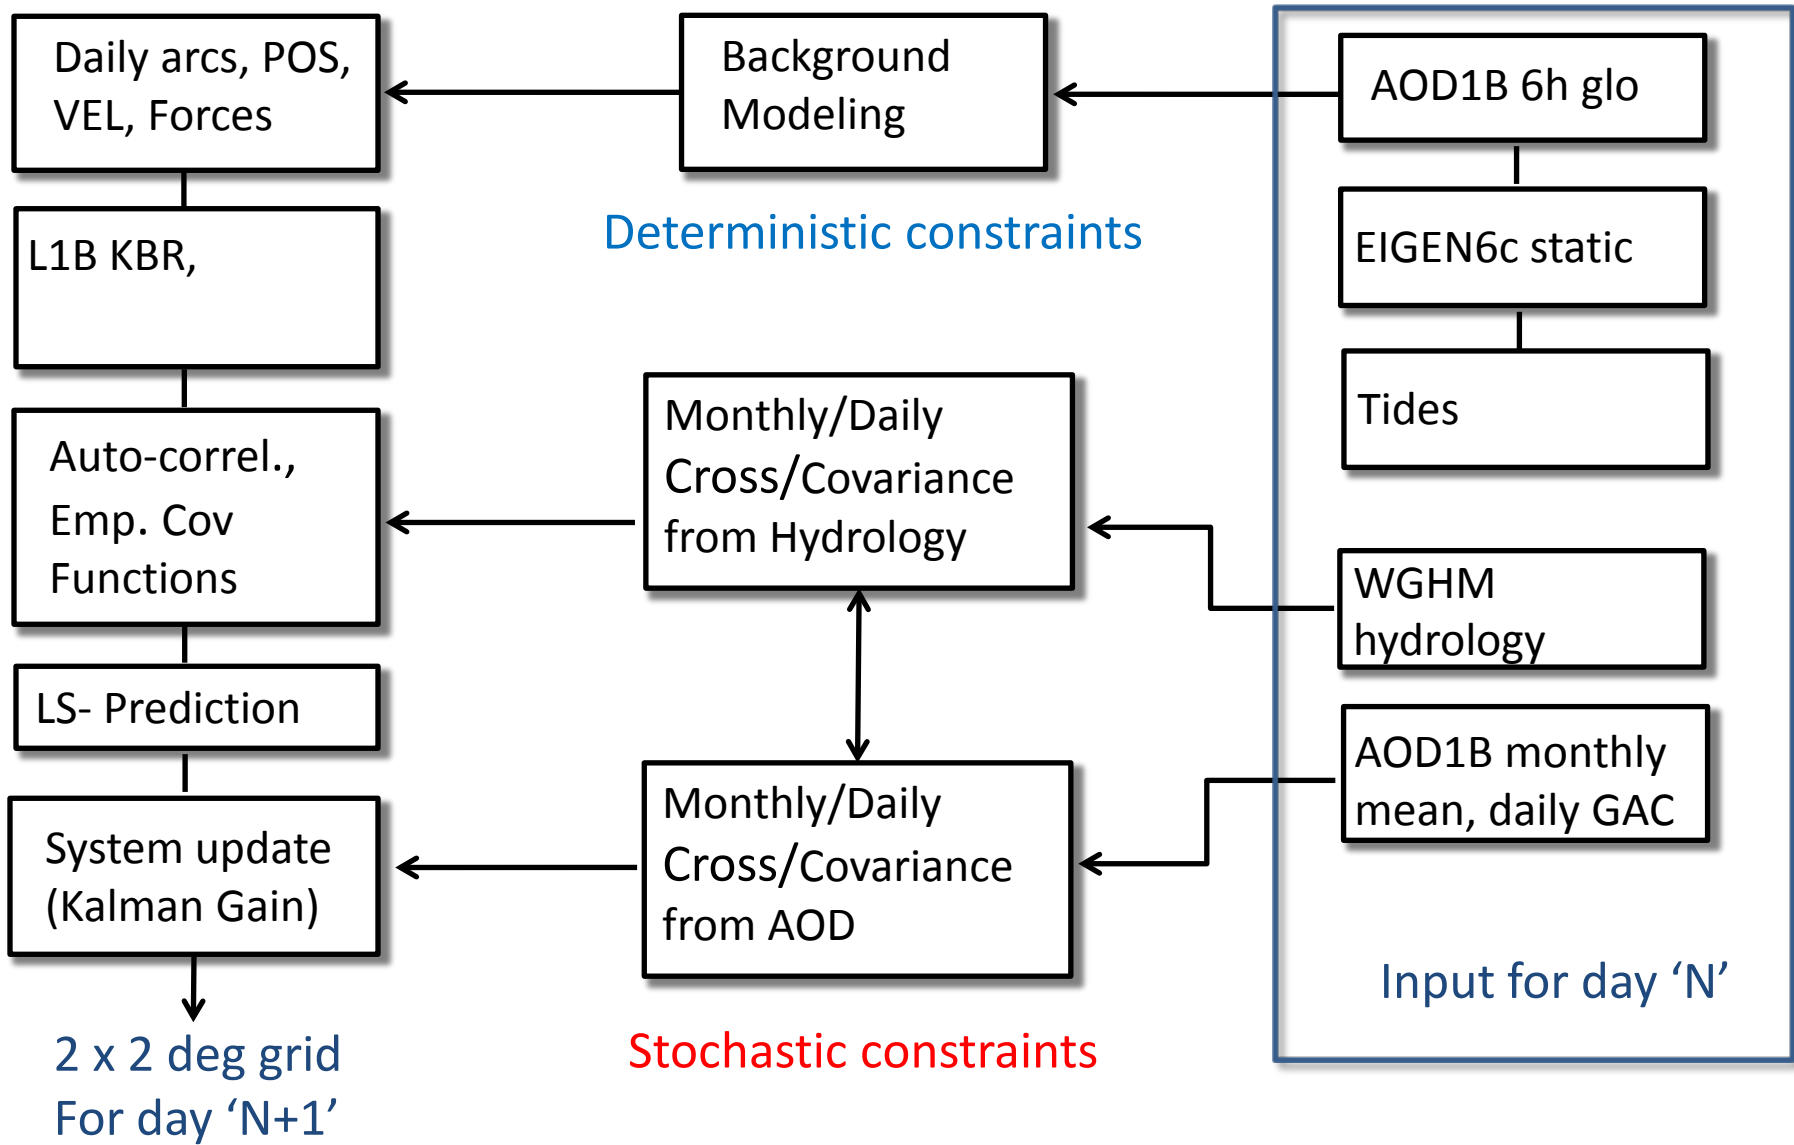 Daily arcs, POS,
VEL, Forces
L1B KBR,
Auto-correl.,
Emp. Cov
Functions
LS- Prediction
System update
(Kalman Gain)
2 x 2 deg grid
For day ‘N+1’
Background
Modeling
Deterministic constraints
Monthly/Daily
Cross/Covariance
from Hydrology
Monthly/Daily
Cross/Covariance
from AOD
Stochastic constraints
AOD1B 6h glo
EIGEN6c static
Tides
WGHM
hydrology
AOD1B monthly
mean, daily GAC
Input for day ‘N’